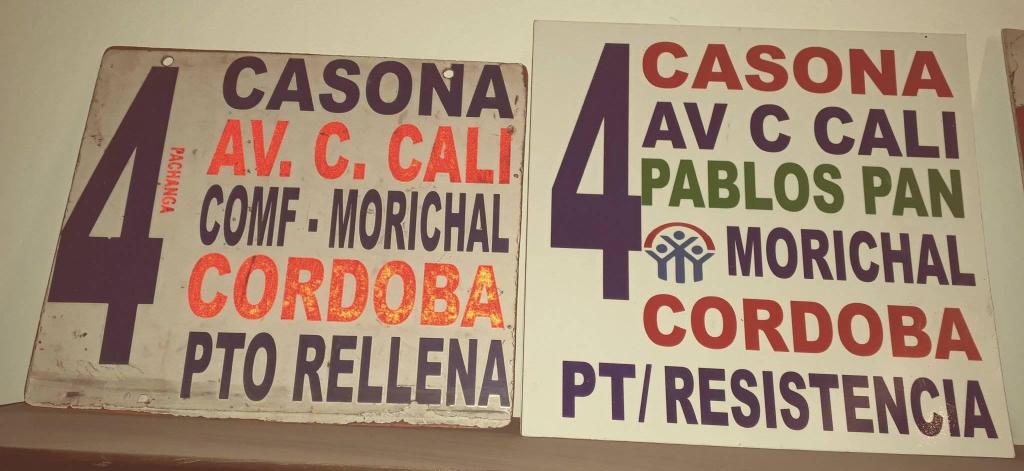 4
CASONA
AV. C. CALI
PACHANGA
COMF - MORICHAL
CORDOBA
PTO RELLENA
4
CASONA
AV C CALI
PABLOS PAN
MORICHAL
CORDOBA
PT/RESISTENCIA